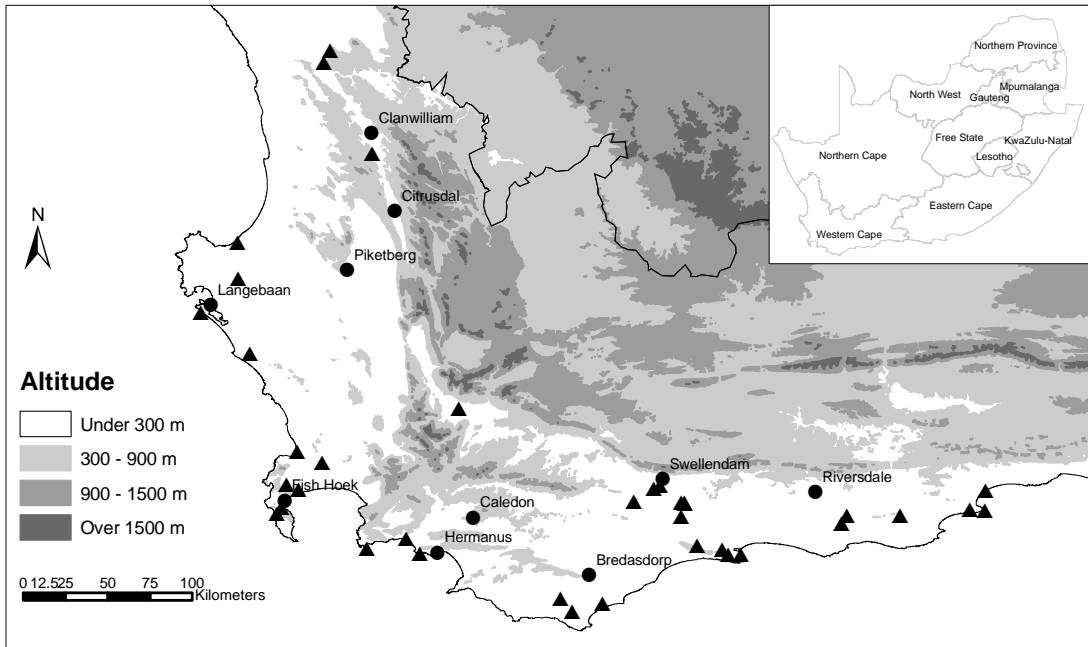 Northern Province
Mpumalanga
North West
Gauteng
Free State
KwaZulu-Natal
Lesotho
Northern Cape
Eastern Cape
Western Cape
Clanwilliam
Citrusdal
N
Piketberg
Langebaan
Altitude
Under 300 m
300 - 900 m
900 - 1500 m
Over 1500 m
Fish Hoek
Swellendam
Riversdale
Caledon
Hermanus
Bredasdorp
0 12.525 50 75 100
Kilometers